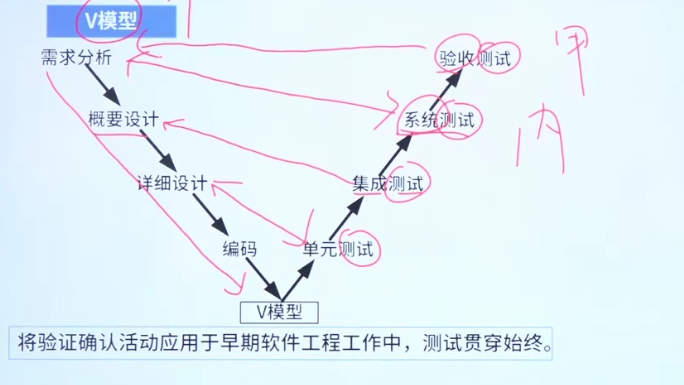 V模型
需求分析
验收测试
甲
概要设计
系统测试
内
详细设计
集成测试
编码
单元测试
V模型
将验证确认活动应用于早期软件工程工作中，测试贯穿始终。